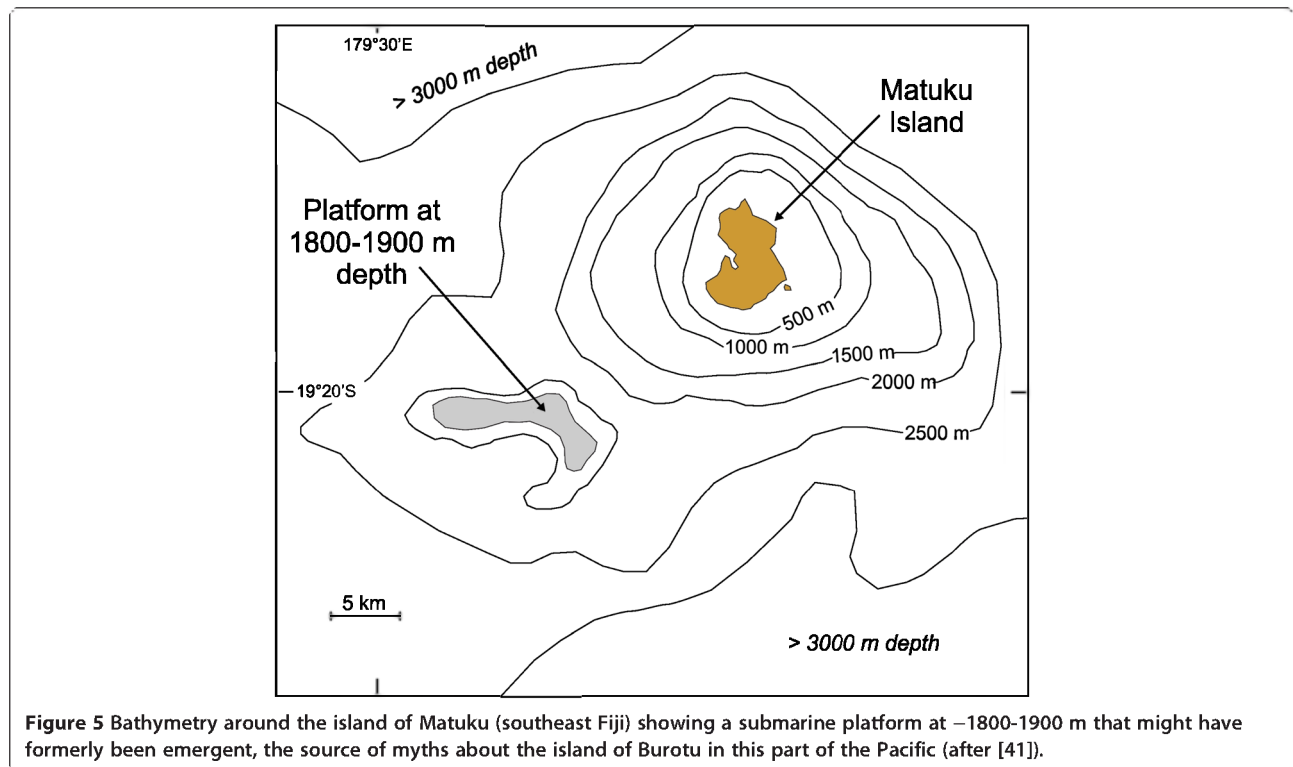 179°30'E
> 3000 m depth
Matuku
Island
Platform at
1800-1900 m
depth
500 m
1000 m
1500 m
2000 m
19°20'S
2500 m
5 km
> 3000 m depth
Figure 5 Bathymetry around the island of Matuku (southeast Fiji) showing a submarine platform at −1800-1900 m that might have
formerly been emergent, the source of myths about the island of Burotu in this part of the Pacific (after [41]).